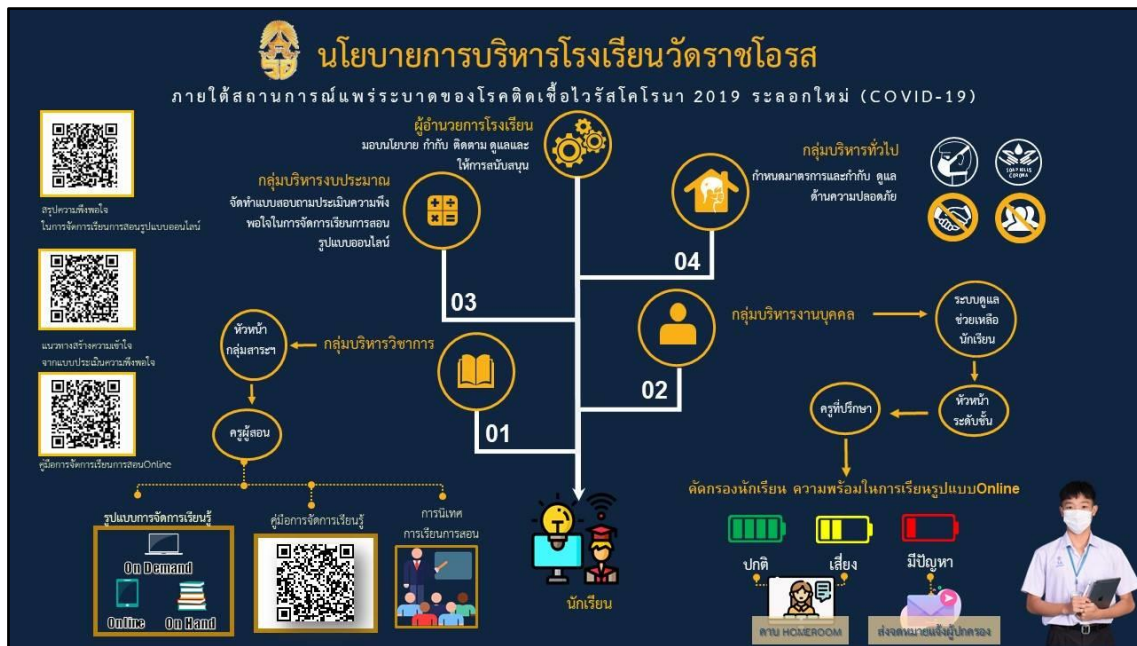 นโยบายการบริหารโรงเรียนวัดราชโอรส
ภายใต้สถานการณ์แพร่ระบาดของโรคติดเชื้อไวรัสโคโรนา 2019 ระลอกใหม่ (COVID-19)
ผู้อำนวยการโรงเรียน
มอบนโยบาย กำกับ ติดตาม ดูแลและ
ให้การสนับสนุน
กลุ่มบริหารงบประมาณ
จัดทำแบบสอบถามประเมินความพึง
พอใจในการจัดการเรียนการสอน
รูปแบบออนไลน์
03
กลุ่มบริหารทั่วไป
กำหนดมาตรการและกำกับ ดูแล
ด้านความปลอดภัย
04
สรุปความพึงพอใจ
ในการจัดการเรียนการสอนรูปแบบออนไลน์
แนวทางสร้างความเข้าใจ
จากแบบประเมินความพึงพอใจ
คู่มือการจัดการเรียนการสอนOnline
กลุ่มบริหารวิชาการ
01
หัวหน้า
กลุ่มสาระฯ
ครูผู้สอน
รูปแบบการจัดการเรียนรู้
On Demand
Online
On Hand
คู่มือการจัดการเรียนรู้
การนิเทศ
การเรียนการสอน
นักเรียน
02
กลุ่มบริหารงานบุคคล
ระบบดูแล
ช่วยเหลือ
นักเรียน
หัวหน้า
ระดับชั้น
ครูที่ปรึกษา
คัดกรองนักเรียน ความพร้อมในการเรียนรูปแบบOnline
ปกติ
เสี่ยง
มีปัญหา
คาบ HOMEROOM
ส่งจดหมายแจ้งผู้ปกครอง